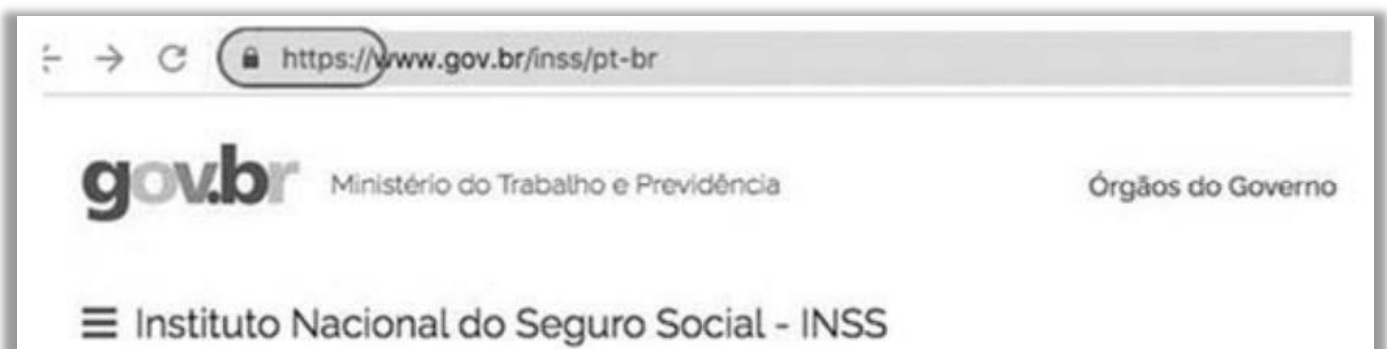 https://www.gov.br/inss/pt-br
gov.br Ministério do Trabalho e Previdência Órgãos do Governo
Instituto Nacional do Seguro Social - INSS